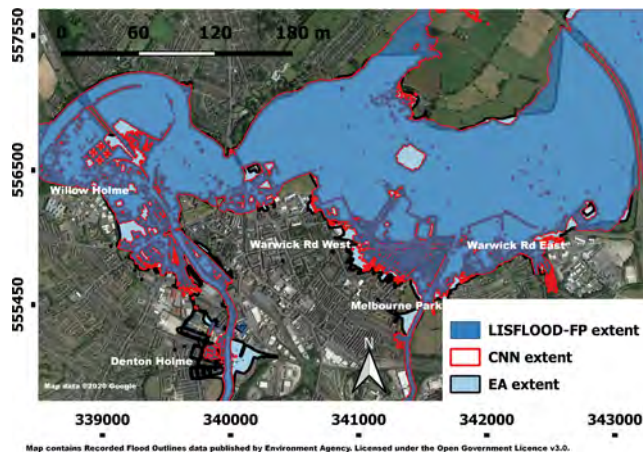 557550
0 60 120 180 m
556500
Willow Holme
Warwick Rd West
Warwick Rd East
555450
Melbourne Park
Denton Holme
LISFLOOD-FP extent
CNN extent
EA extent
Map data ©2020 Google
339000 340000 341000 342000 343000
Map contains Recorded Flood Outlines data published by Environment Agency. Licensed under the Open Government Licence v3.0.